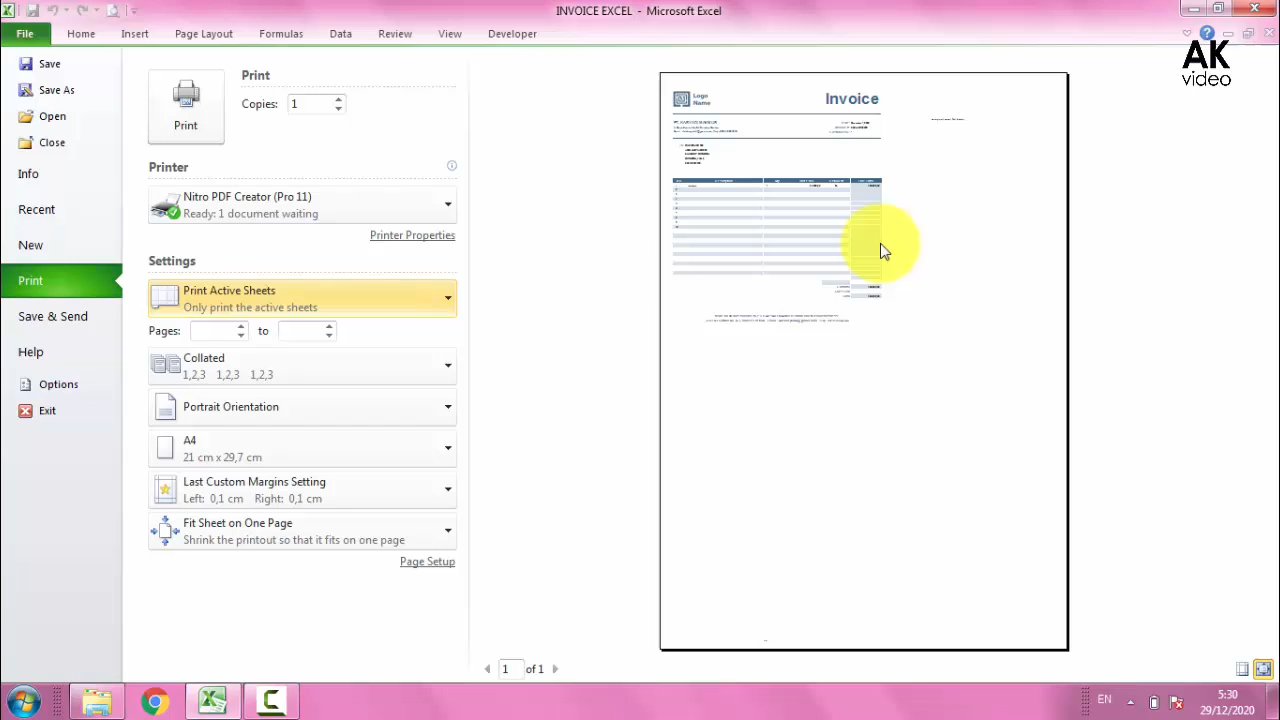 INVOICE EXCEL - Microsoft Excel
File Home Insert Page Layout Formulas Data Review View Developer
AK
video
Save
Save As
Open
Close
Info
Recent
New
Print
Save & Send
Help
Options
Exit
Print
Print
Copies: 1
Printer
Nitro PDF Creator (Pro 11)
Ready: 1 document waiting
Printer Properties
Settings
Print Active Sheets
Only print the active sheets
Pages: to
Collated
1,2,3 1,2,3 1,2,3
Portrait Orientation
A4
21 cm x 29,7 cm
Last Custom Margins Setting
Left: 0,1 cm Right: 0,1 cm
Fit Sheet on One Page
Shrink the printout so that it fits on one page
Page Setup
Logo
Name
Invoice
1 of 1
EN
5:30
29/12/2020